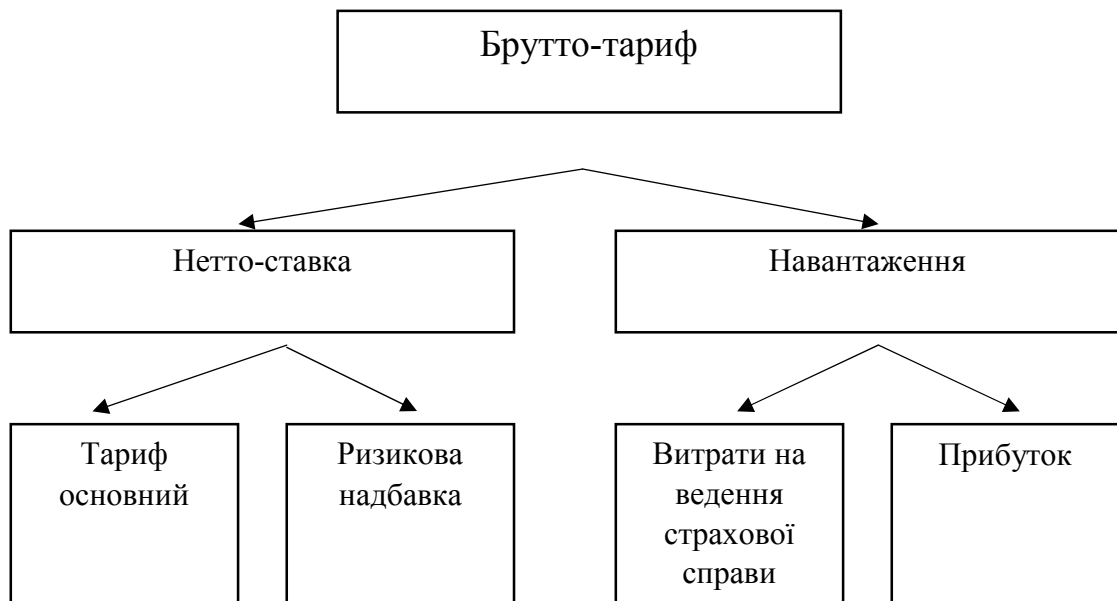 Брутто-тариф
Нетто-ставка
Навантаження
Тариф
основний
Ризикова
надбавка
Витрати на
ведення
страхової
справи
Прибуток